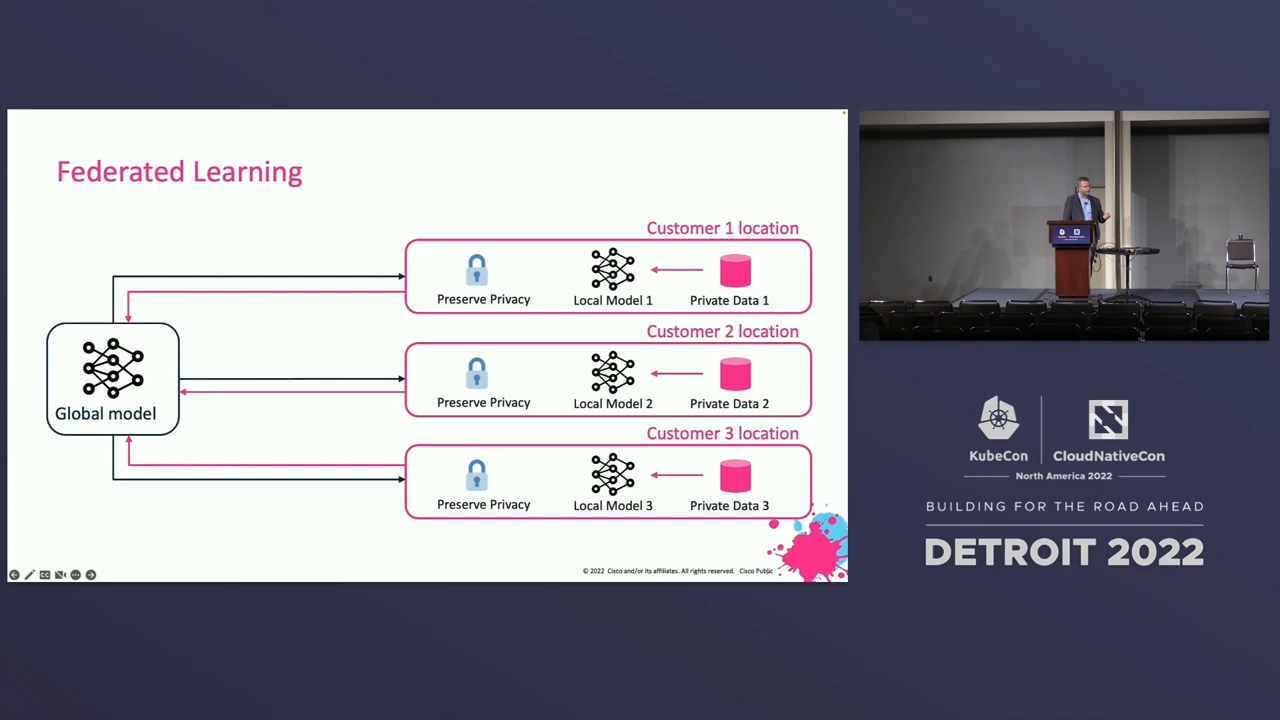 Federated Learning
Customer 1 location
Preserve Privacy
Local Model 1
Private Data 1
Customer 2 location
Global model
Preserve Privacy
Local Model 2
Private Data 2
Customer 3 location
Preserve Privacy
Local Model 3
Private Data 3
© 2022 Cisco and/or its affiliates. All rights reserved. Cisco Public
CC
KubeCon
CloudNativeCon
North America 2022
BUILDING FOR THE ROAD AHEAD
DETROIT 2022